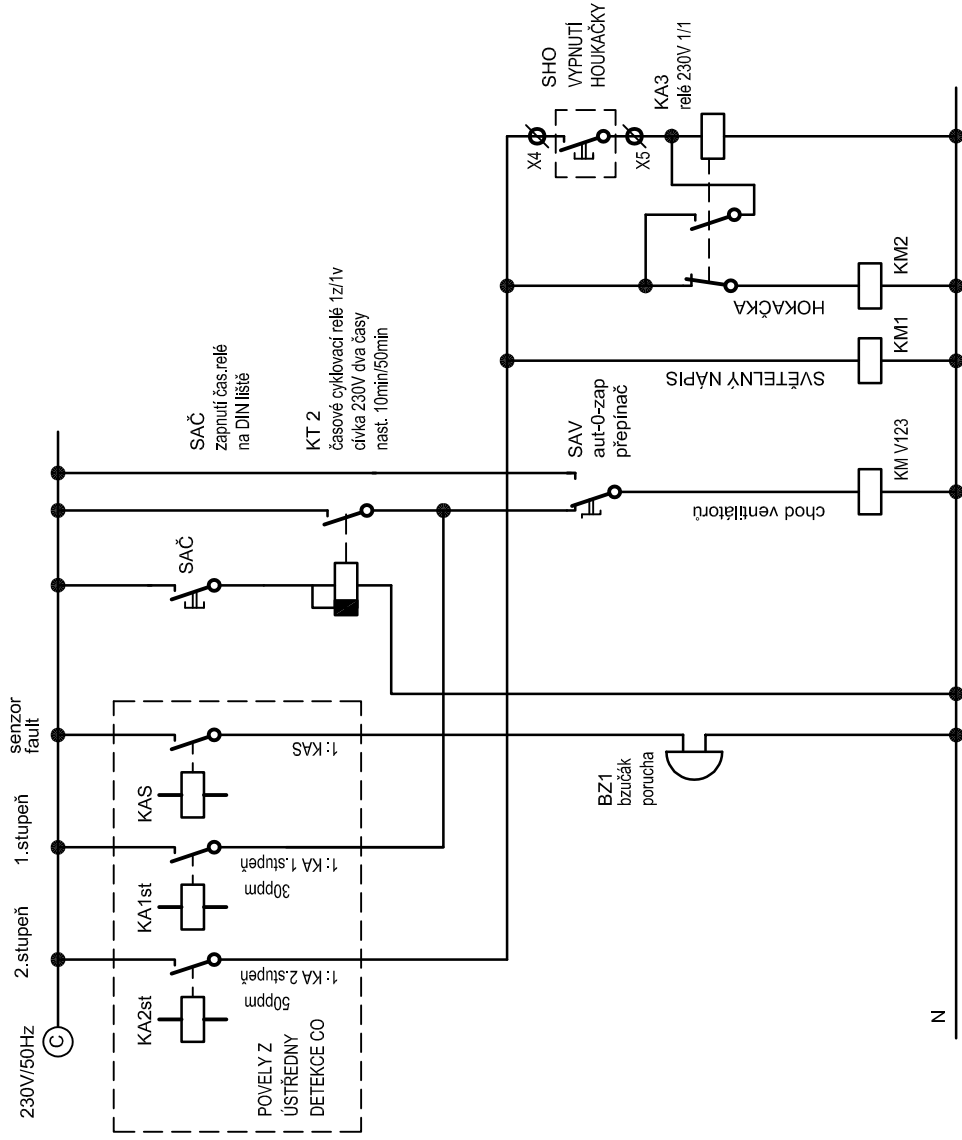 230V/50Hz
C
2.stupeň
1.stupeň
senzor
fault
KA2st
KA1st
KAS
1: KA 2.stupeň
50ppm
1: KA 1.stupeň
30ppm
1: KAS
POVELY Z
ÚSTŘEDNY
DETEKCE CO
SAČ
SAČ
zapnutí čas.relé
na DIN liště
KT 2
časové cyklovací relé 1z/1v
cívka 230V dva časy
nast. 10min/50min
BZ1
bzučák
porucha
SAV
aut-0-zap
přepínač
chod ventilátorů
KM V123
SVĚTELNÝ NÁPIS
KM1
HOKAČKA
KM2
SHO
VYPNUTÍ
HOUKAČKY
X4
X5
KA3
relé 230V 1/1
N